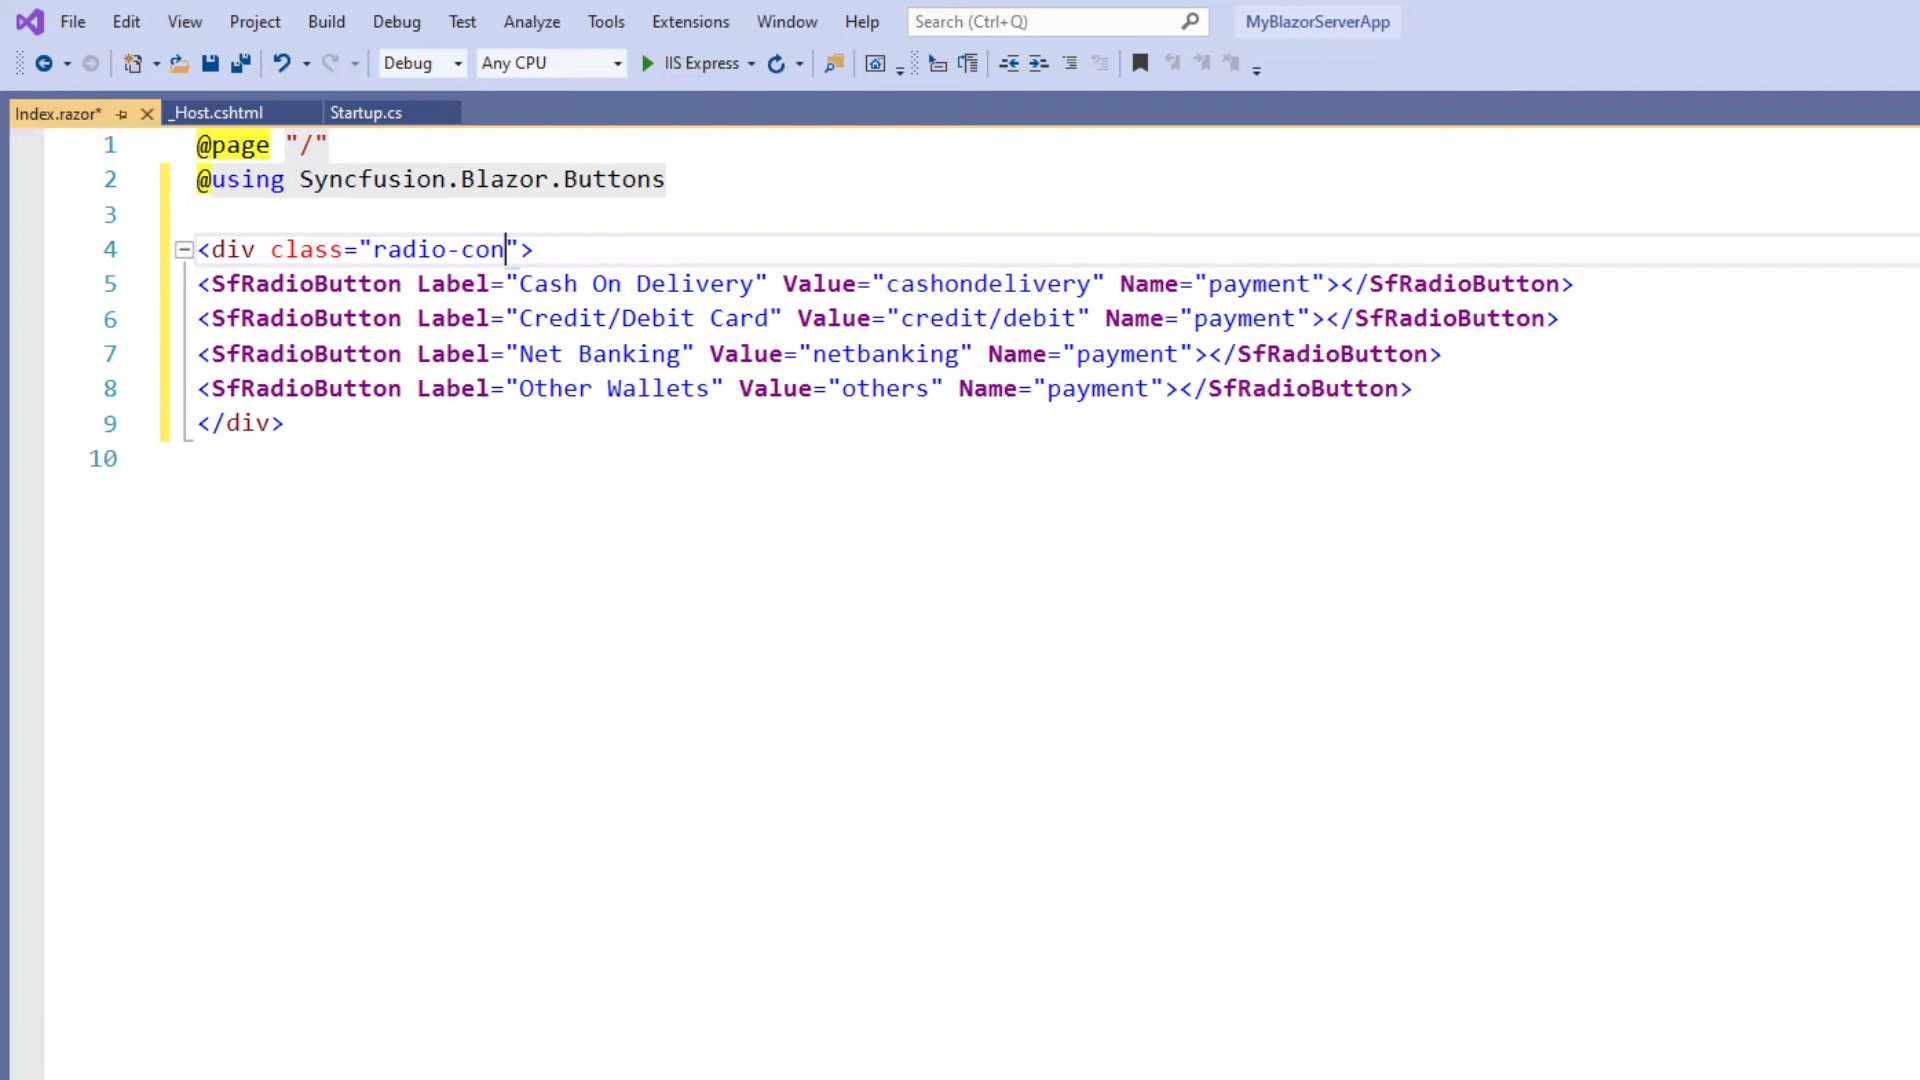 File Edit View Project Build Debug Test Analyze Tools Extensions Window Help Search (Ctrl+Q) MyBlazorServerApp
Debug Any CPU IIS Express
Index.razor* _Host.cshtml Startup.cs
1 @page "/"
2 @using Syncfusion.Blazor.Buttons
3
4 <div class="radio-con">
5 <SfRadioButton Label="Cash On Delivery" Value="cashondelivery" Name="payment"></SfRadioButton>
6 <SfRadioButton Label="Credit/Debit Card" Value="credit/debit" Name="payment"></SfRadioButton>
7 <SfRadioButton Label="Net Banking" Value="netbanking" Name="payment"></SfRadioButton>
8 <SfRadioButton Label="Other Wallets" Value="others" Name="payment"></SfRadioButton>
9 </div>
10